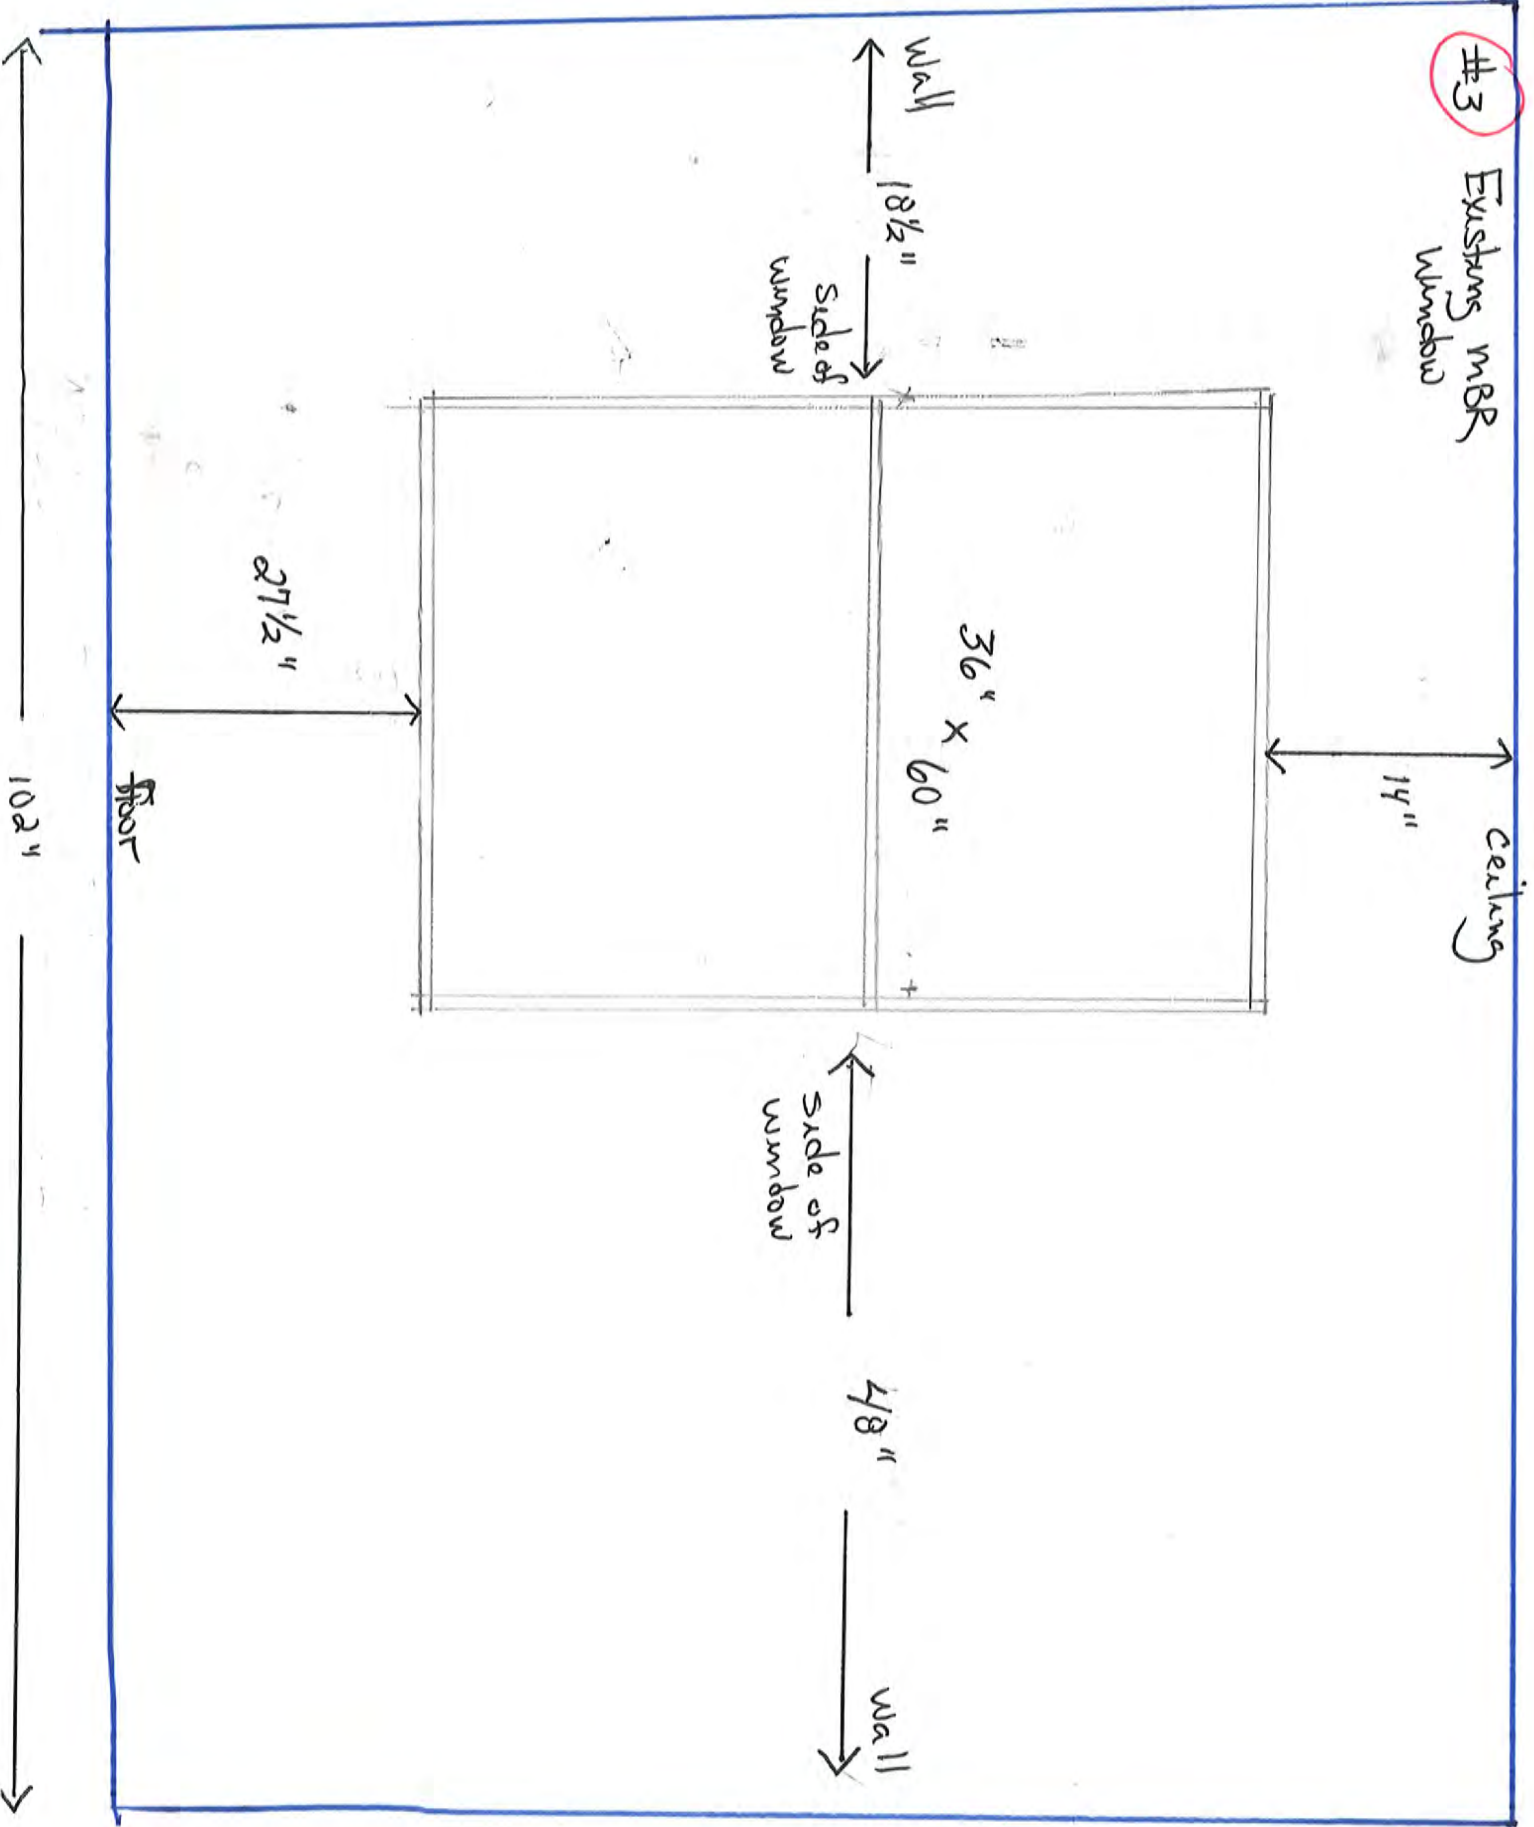 #3 Existing MBR
Window
ceiling
14"
Wall
18½"
side of
window
36" x 60"
side of
window
48"
Wall
27½"
floor
102"